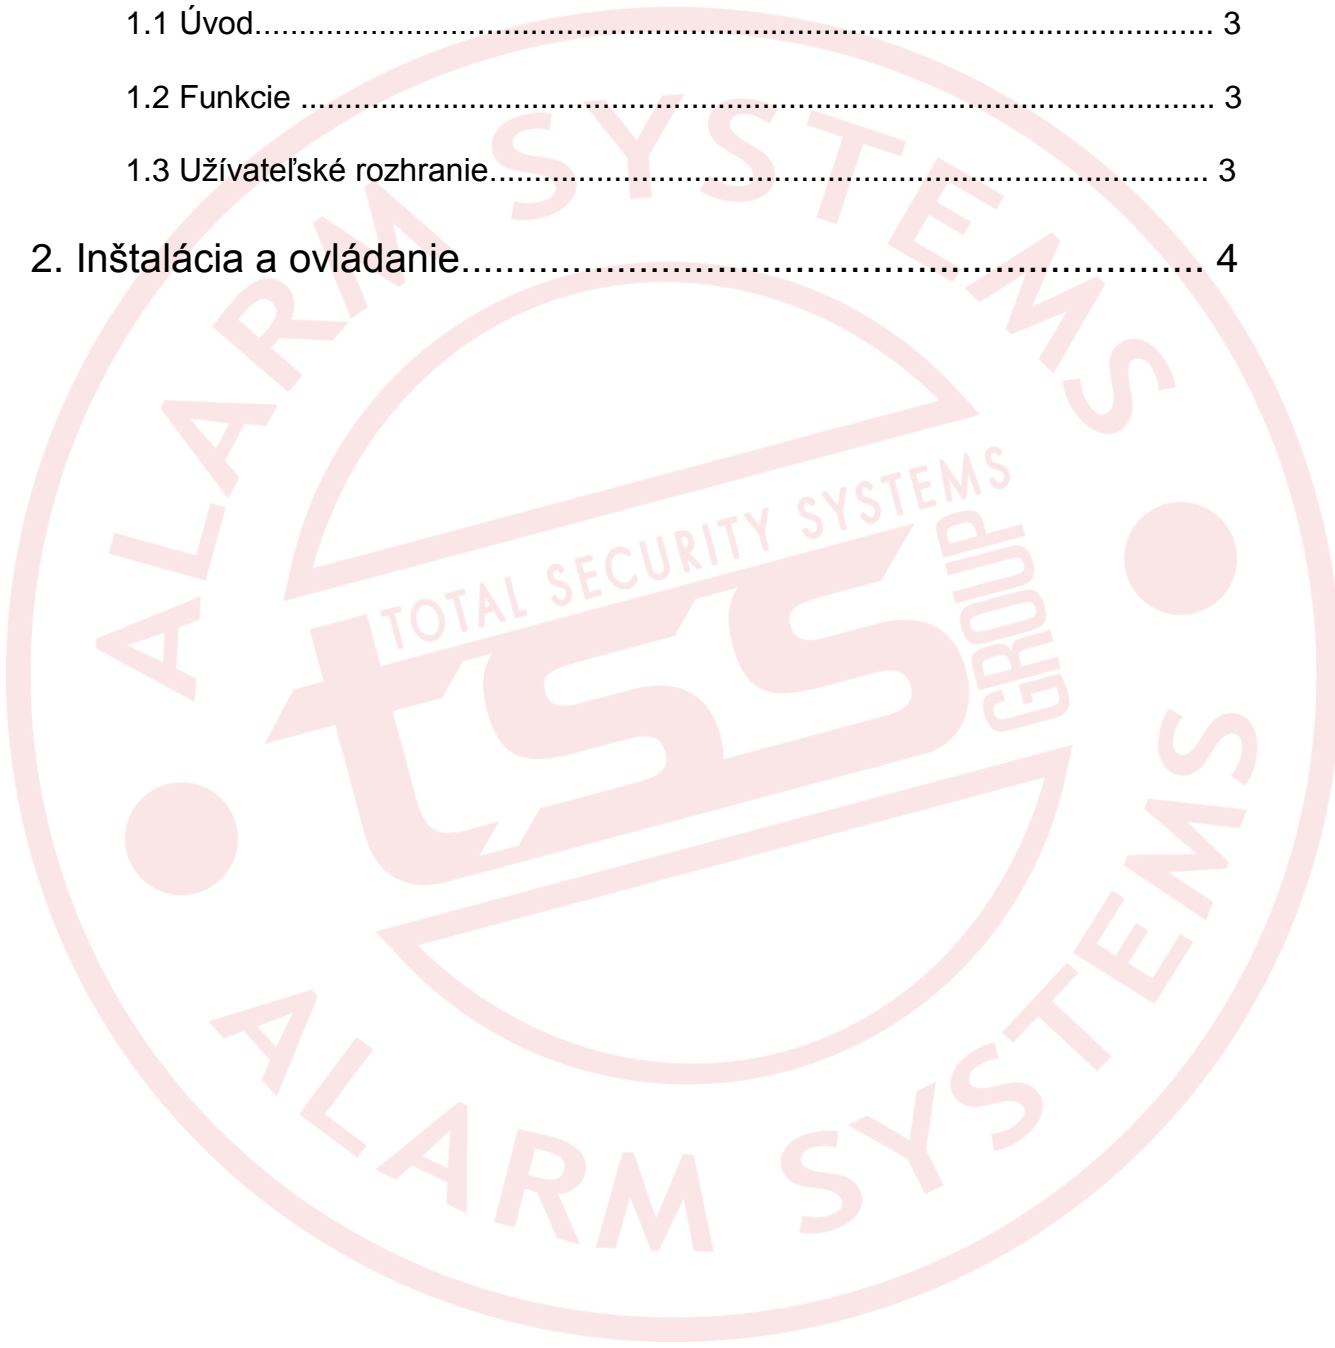 1.1 Úvod........................................................................................................... 3
1.2 Funkcie ....................................................................................................... 3
1.3 Užívateľské rozhranie................................................................................. 3
2. Inštalácia a ovládanie.................................................................. 4
ALARM SYSTEMS
TOTAL SECURITY SYSTEMS
tss
GROUP
ALARM SYSTEMS